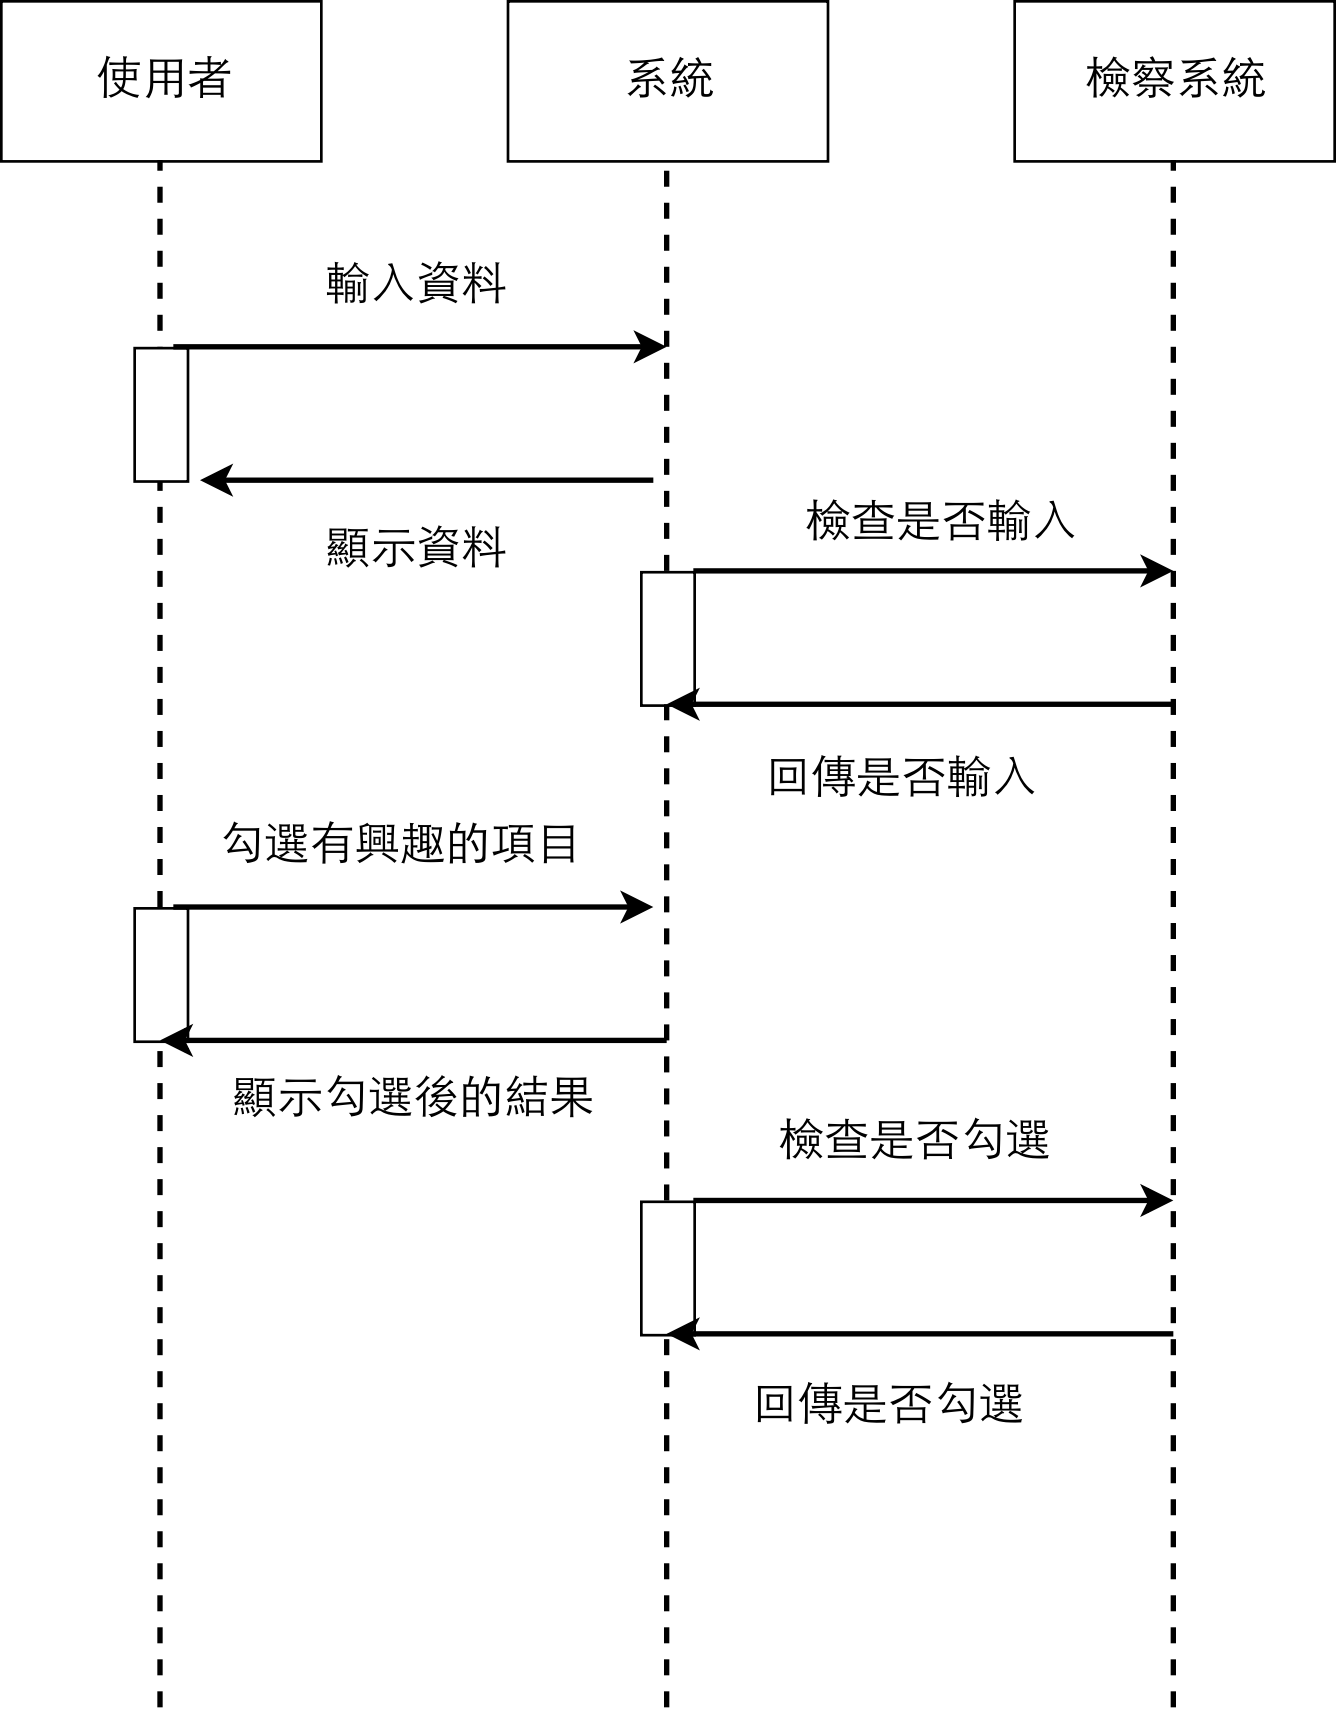 使用者
系統
檢察系統
輸入資料
檢查是否輸入
顯示資料
回傳是否輸入
勾選有興趣的項目
顯示勾選後的結果
檢查是否勾選
回傳是否勾選